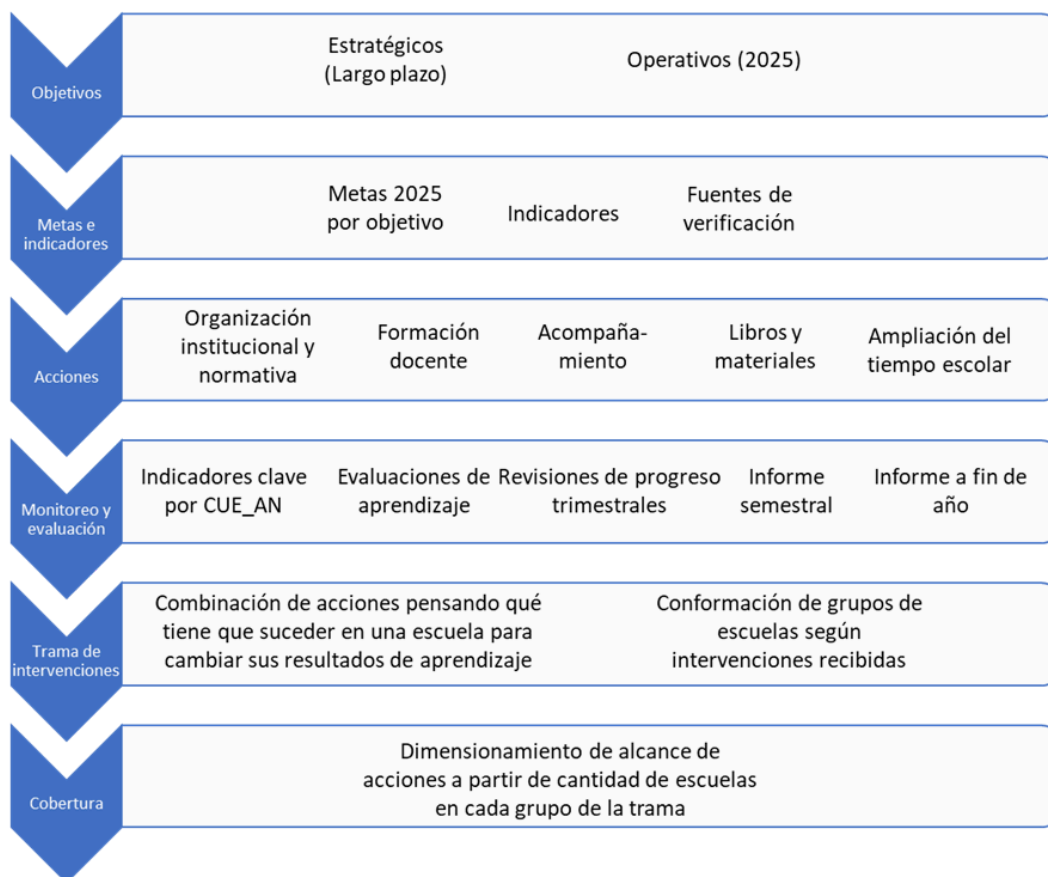 Objetivos
Estratégicos
(Largo plazo)
Operativos (2025)
Metas e
indicadores
Metas 2025
por objetivo
Indicadores
Fuentes de
verificación
Acciones
Organización
institucional y
normativa
Formación
docente
Acompaña-
miento
Libros y
materiales
Ampliación del
tiempo escolar
Monitoreo y
evaluación
Indicadores clave
por CUE_AN
Evaluaciones de
aprendizaje
Revisiones de progreso
trimestrales
Informe
semestral
Informe a fin de
año
Trama de
intervenciones
Combinación de acciones pensando qué
tiene que suceder en una escuela para
cambiar sus resultados de aprendizaje
Conformación de grupos de
escuelas según
intervenciones recibidas
Cobertura
Dimensionamiento de alcance de
acciones a partir de cantidad de escuelas
en cada grupo de la trama